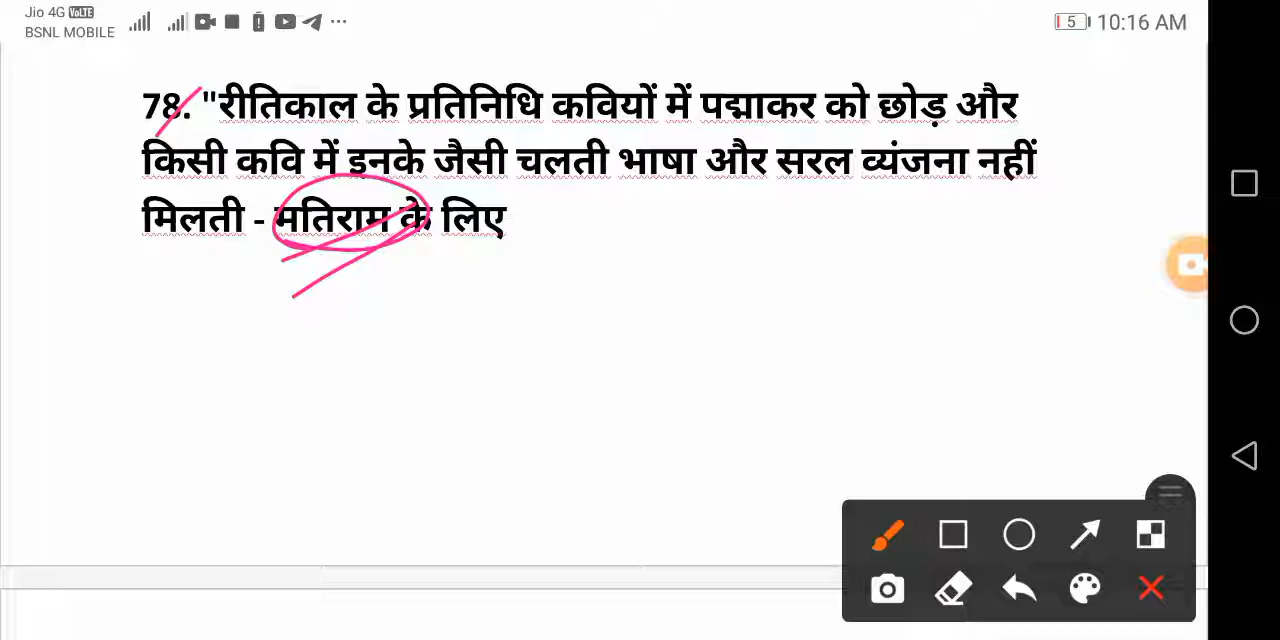 Jio 4G VoLTE
BSNL MOBILE
5 10:16 AM
78. "रीतिकाल के प्रतिनिधि कवियों में पद्माकर को छोड़ और
किसी कवि में इनके जैसी चलती भाषा और सरल व्यंजना नहीं
मिलती - मतिराम के लिए